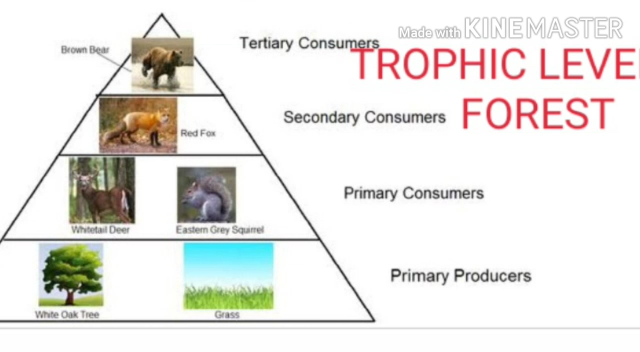 Made with KINEMASTER
Brown Bear
Tertiary Consumers
TROPHIC LEVE
FOREST
Secondary Consumers
Red Fox
Primary Consumers
Whitetail Deer
Eastern Grey Squirrel
Primary Producers
White Oak Tree
Grass